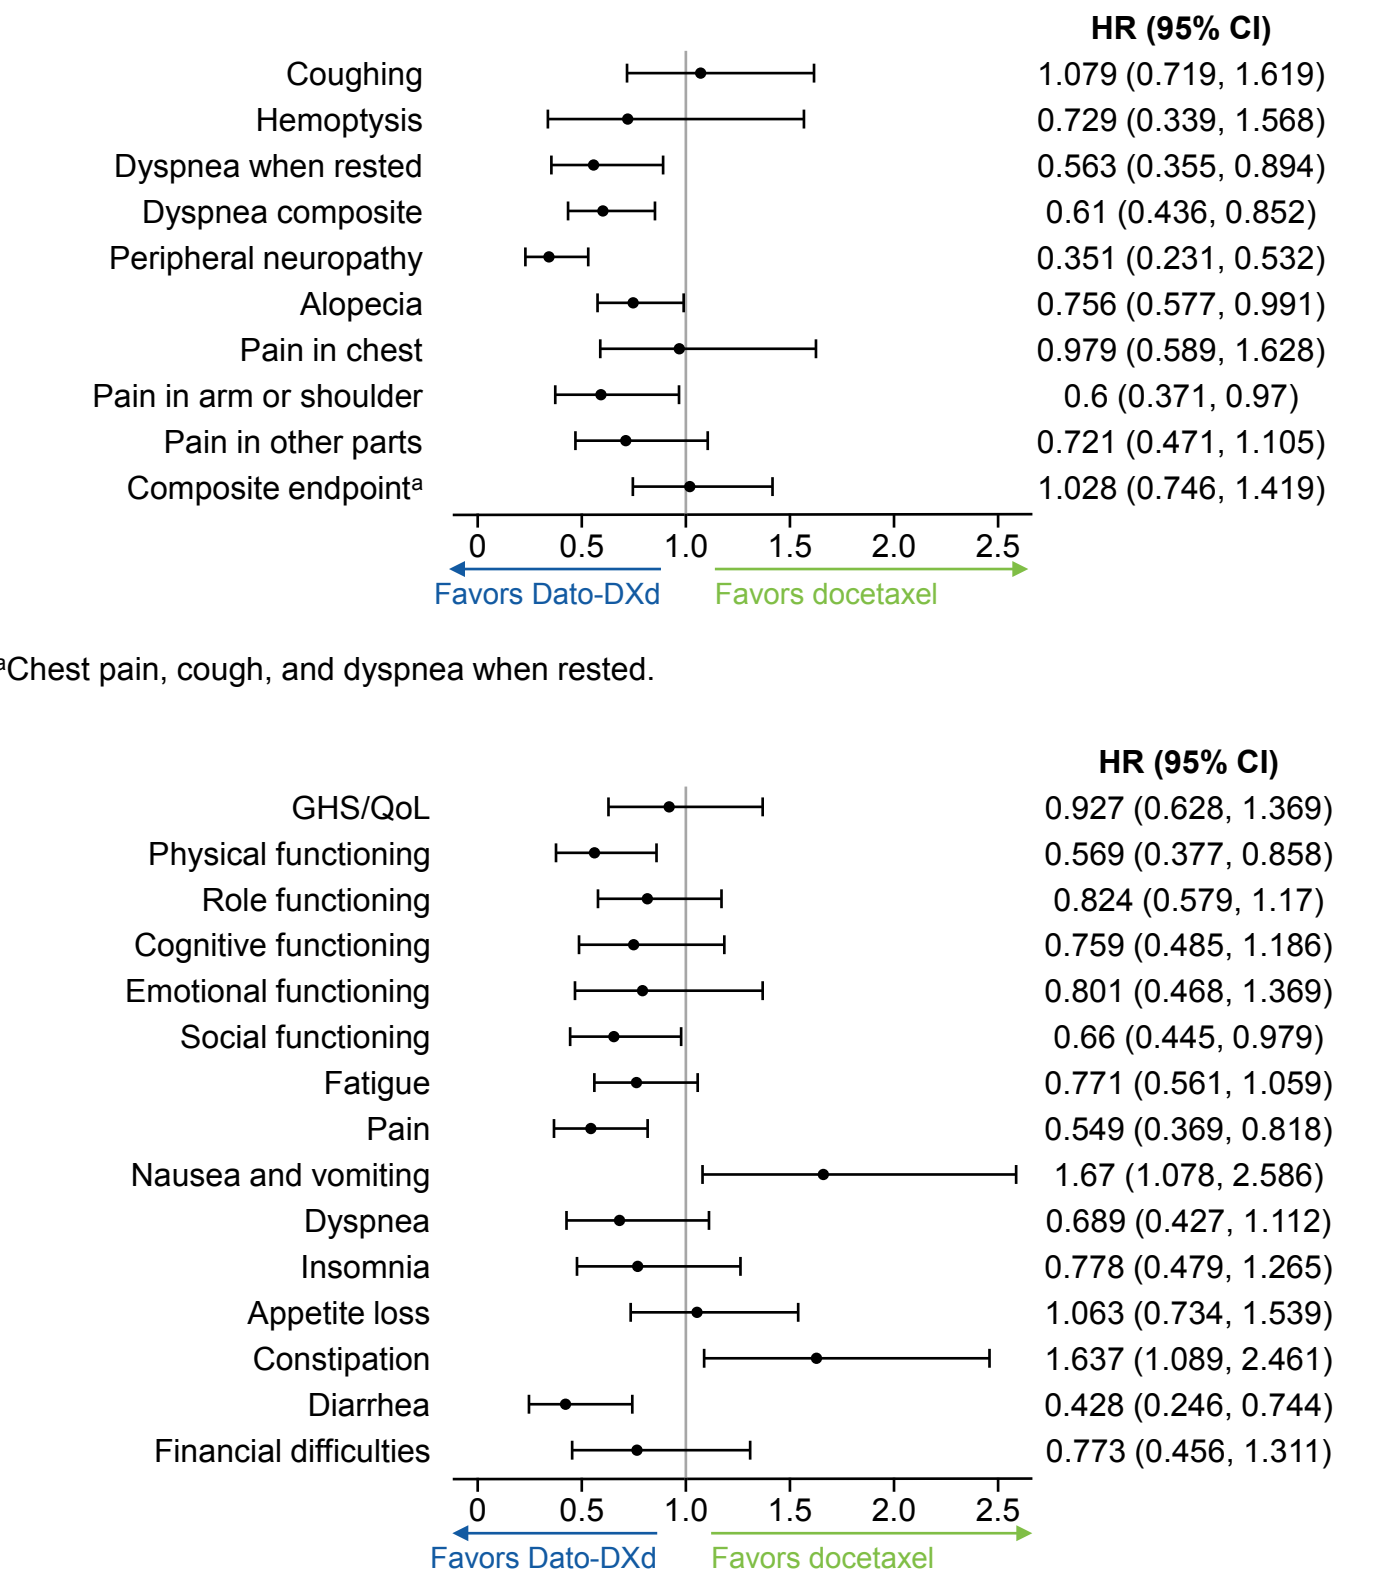 HR (95% CI)
Coughing 1.079 (0.719, 1.619)
Hemoptysis 0.729 (0.339, 1.568)
Dyspnea when rested 0.563 (0.355, 0.894)
Dyspnea composite 0.61 (0.436, 0.852)
Peripheral neuropathy 0.351 (0.231, 0.532)
Alopecia 0.756 (0.577, 0.991)
Pain in chest 0.979 (0.589, 1.628)
Pain in arm or shoulder 0.6 (0.371, 0.97)
Pain in other parts 0.721 (0.471, 1.105)
Composite endpointᵃ 1.028 (0.746, 1.419)
0 0.5 1.0 1.5 2.0 2.5
Favors Dato-DXd Favors docetaxel
ᵃChest pain, cough, and dyspnea when rested.
HR (95% CI)
GHS/QoL 0.927 (0.628, 1.369)
Physical functioning 0.569 (0.377, 0.858)
Role functioning 0.824 (0.579, 1.17)
Cognitive functioning 0.759 (0.485, 1.186)
Emotional functioning 0.801 (0.468, 1.369)
Social functioning 0.66 (0.445, 0.979)
Fatigue 0.771 (0.561, 1.059)
Pain 0.549 (0.369, 0.818)
Nausea and vomiting 1.67 (1.078, 2.586)
Dyspnea 0.689 (0.427, 1.112)
Insomnia 0.778 (0.479, 1.265)
Appetite loss 1.063 (0.734, 1.539)
Constipation 1.637 (1.089, 2.461)
Diarrhea 0.428 (0.246, 0.744)
Financial difficulties 0.773 (0.456, 1.311)
0 0.5 1.0 1.5 2.0 2.5
Favors Dato-DXd Favors docetaxel